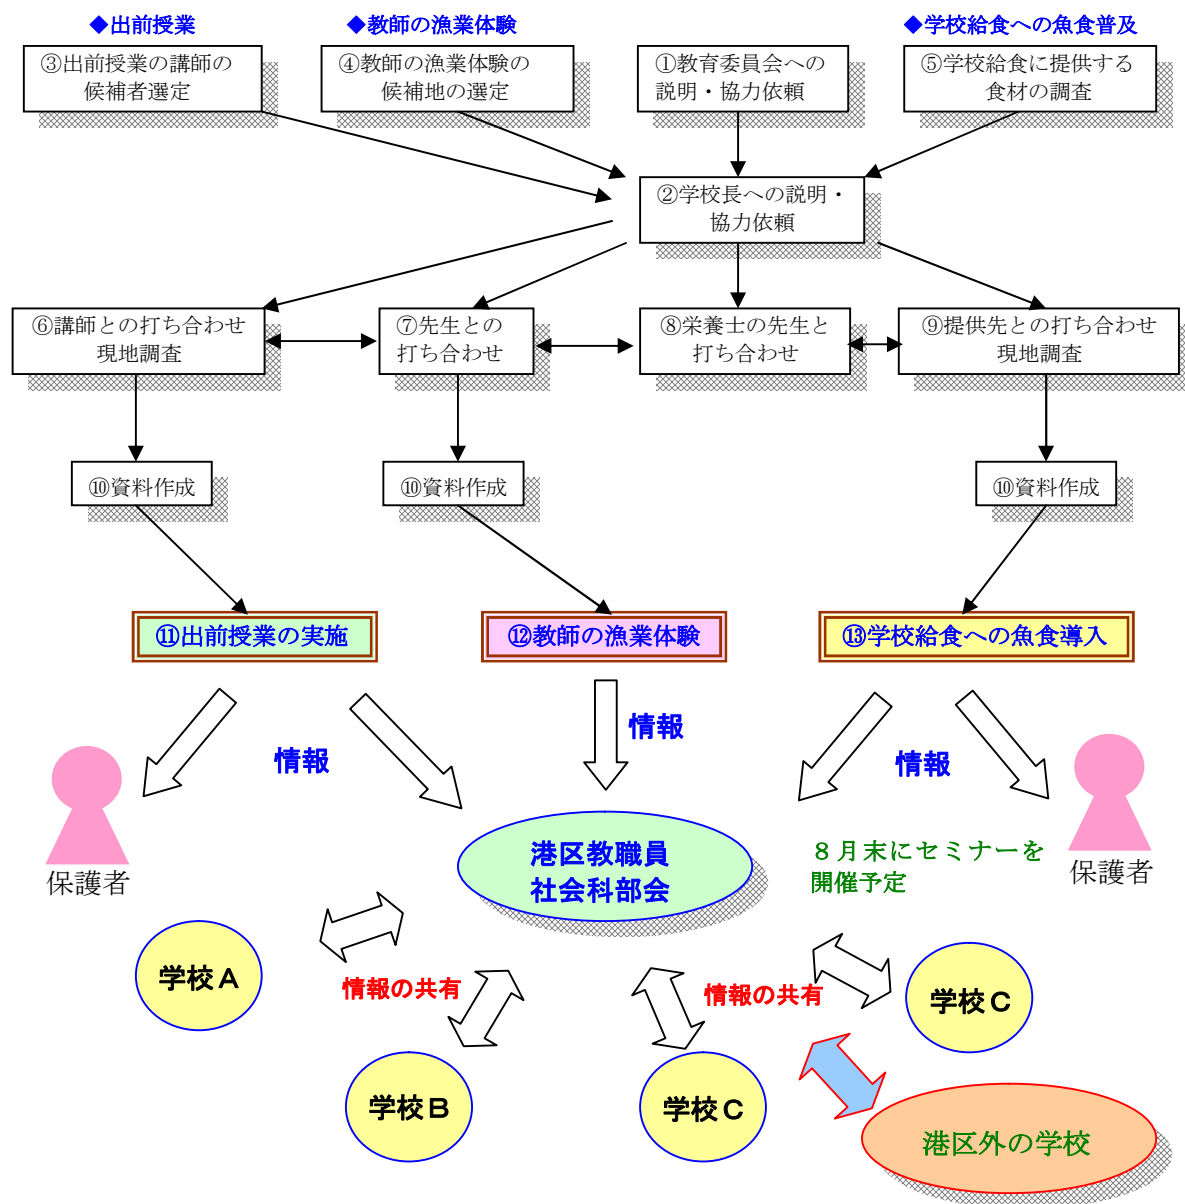 ◆出前授業
◆教師の漁業体験
◆学校給食への魚食普及
③出前授業の講師の
候補者選定
④教師の漁業体験の
候補地の選定
①教育委員会への
説明・協力依頼
⑤学校給食に提供する
食材の調査
②学校長への説明・
協力依頼
⑥講師との打ち合わせ
現地調査
⑦先生との
打ち合わせ
⑧栄養士の先生と
打ち合わせ
⑨提供先との打ち合わせ
現地調査
⑩資料作成
⑩資料作成
⑩資料作成
⑪出前授業の実施
⑫教師の漁業体験
⑬学校給食への魚食導入
情報
情報
情報
保護者
保護者
港区教職員
社会科部会
８月末にセミナーを
開催予定
学校Ａ
情報の共有
情報の共有
学校Ｃ
学校Ｂ
学校Ｃ
港区外の学校